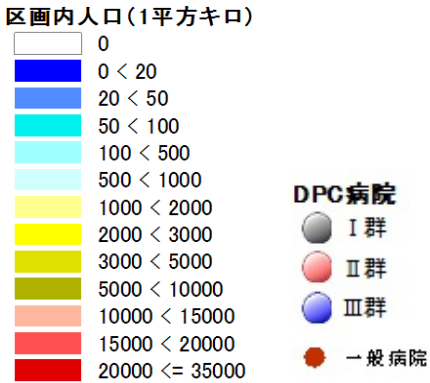 区画内人口(1平方キロ)
0
0 < 20
20 < 50
50 < 100
100 < 500
500 < 1000
1000 < 2000
2000 < 3000
3000 < 5000
5000 < 10000
10000 < 15000
15000 < 20000
20000 <= 35000
DPC病院
Ⅰ群
Ⅱ群
Ⅲ群
一般病院